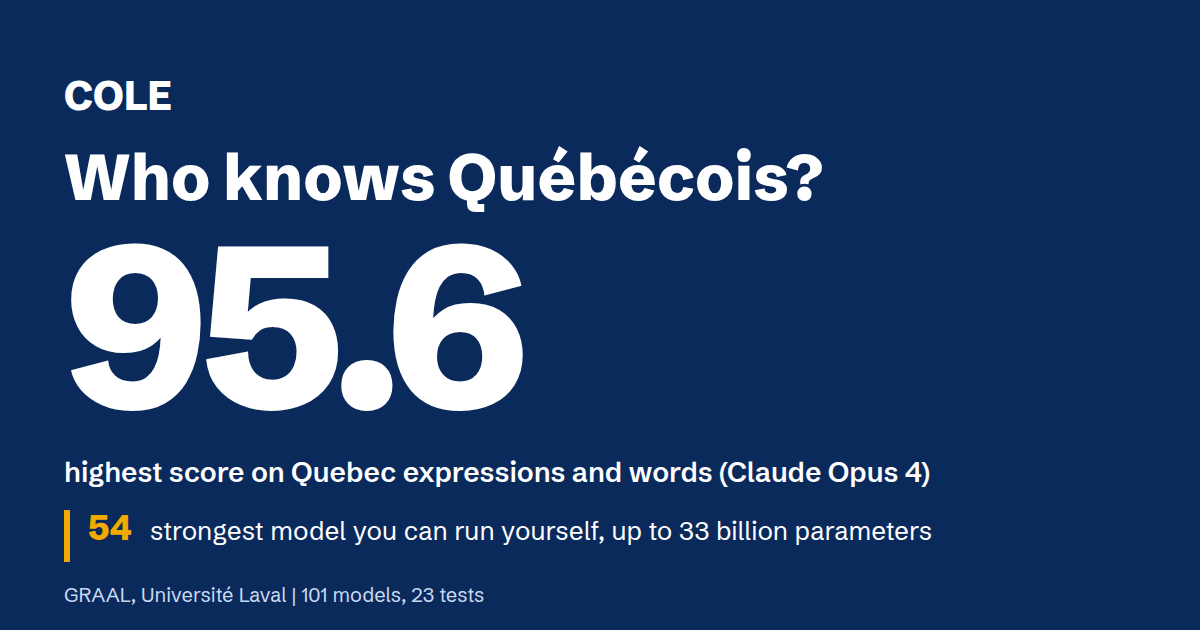 COLE
Who knows Québécois?
95.6
highest score on Quebec expressions and words (Claude Opus 4)
54 strongest model you can run yourself, up to 33 billion parameters
GRAAL, Université Laval | 101 models, 23 tests